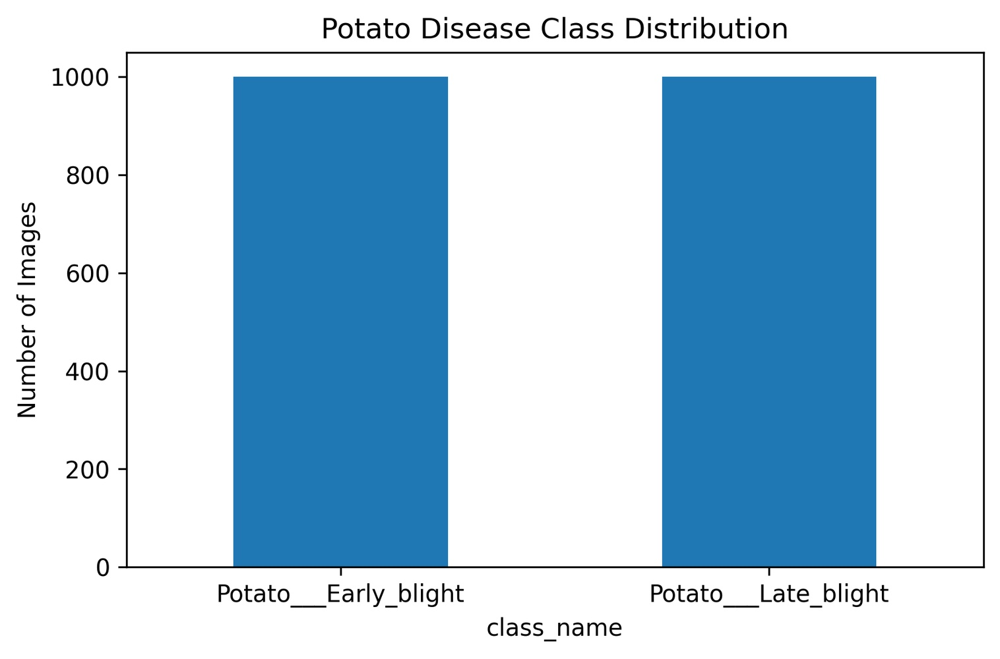 Potato Disease Class Distribution
Number of Images
1000
800
600
400
200
0
Potato___Early_blight
Potato___Late_blight
class_name